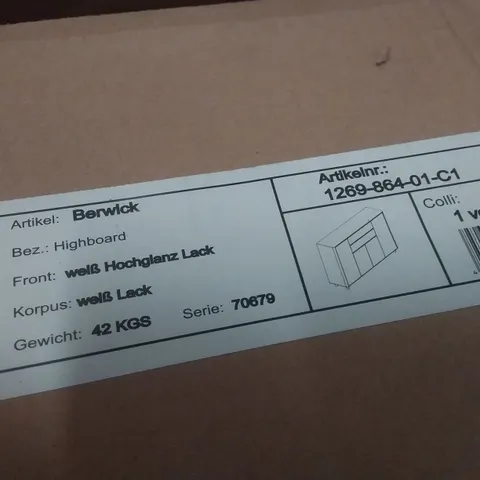 Artikel: Berwick
Bez.: Highboard
Front: weiß Hochglanz Lack
Korpus: weiß Lack
Gewicht: 42 KGS Serie: 70679
Artikelnr.:
1269-864-01-C1
Colli:
1